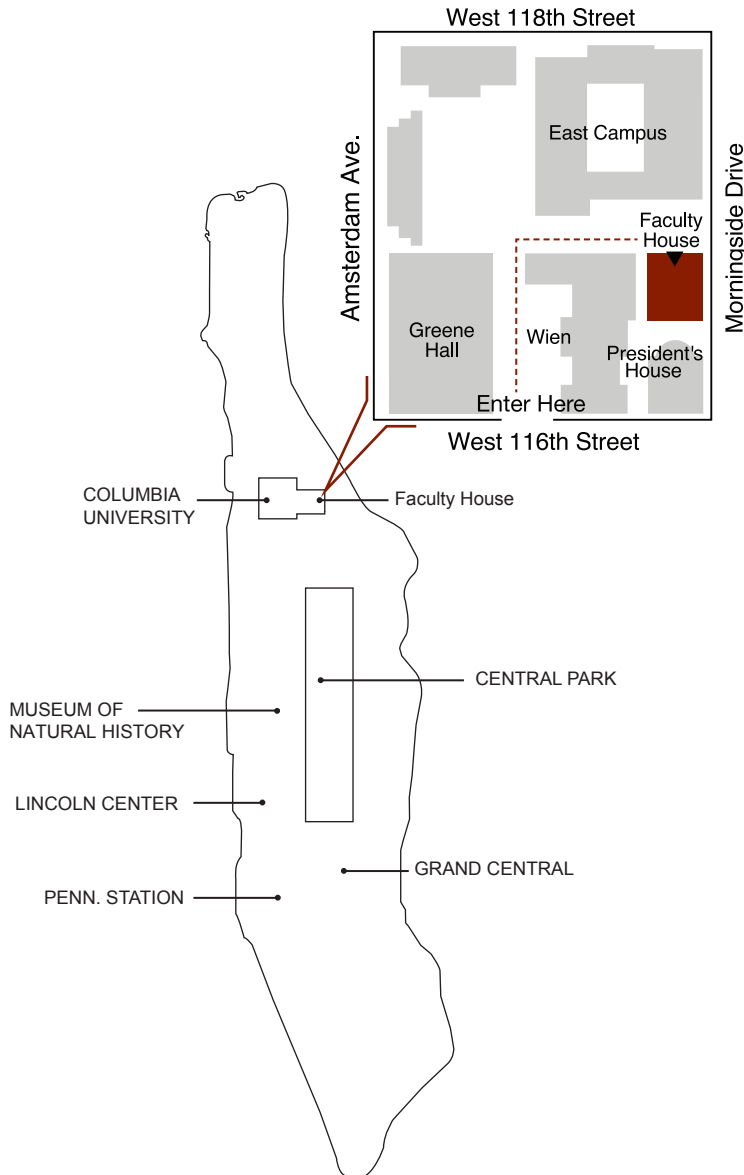 West 118th Street
Amsterdam Ave.
East Campus
Morningside Drive
Faculty
House
Greene
Hall
Wien
President's
House
Enter Here
West 116th Street
COLUMBIA
UNIVERSITY
Faculty House
CENTRAL PARK
MUSEUM OF
NATURAL HISTORY
LINCOLN CENTER
GRAND CENTRAL
PENN. STATION